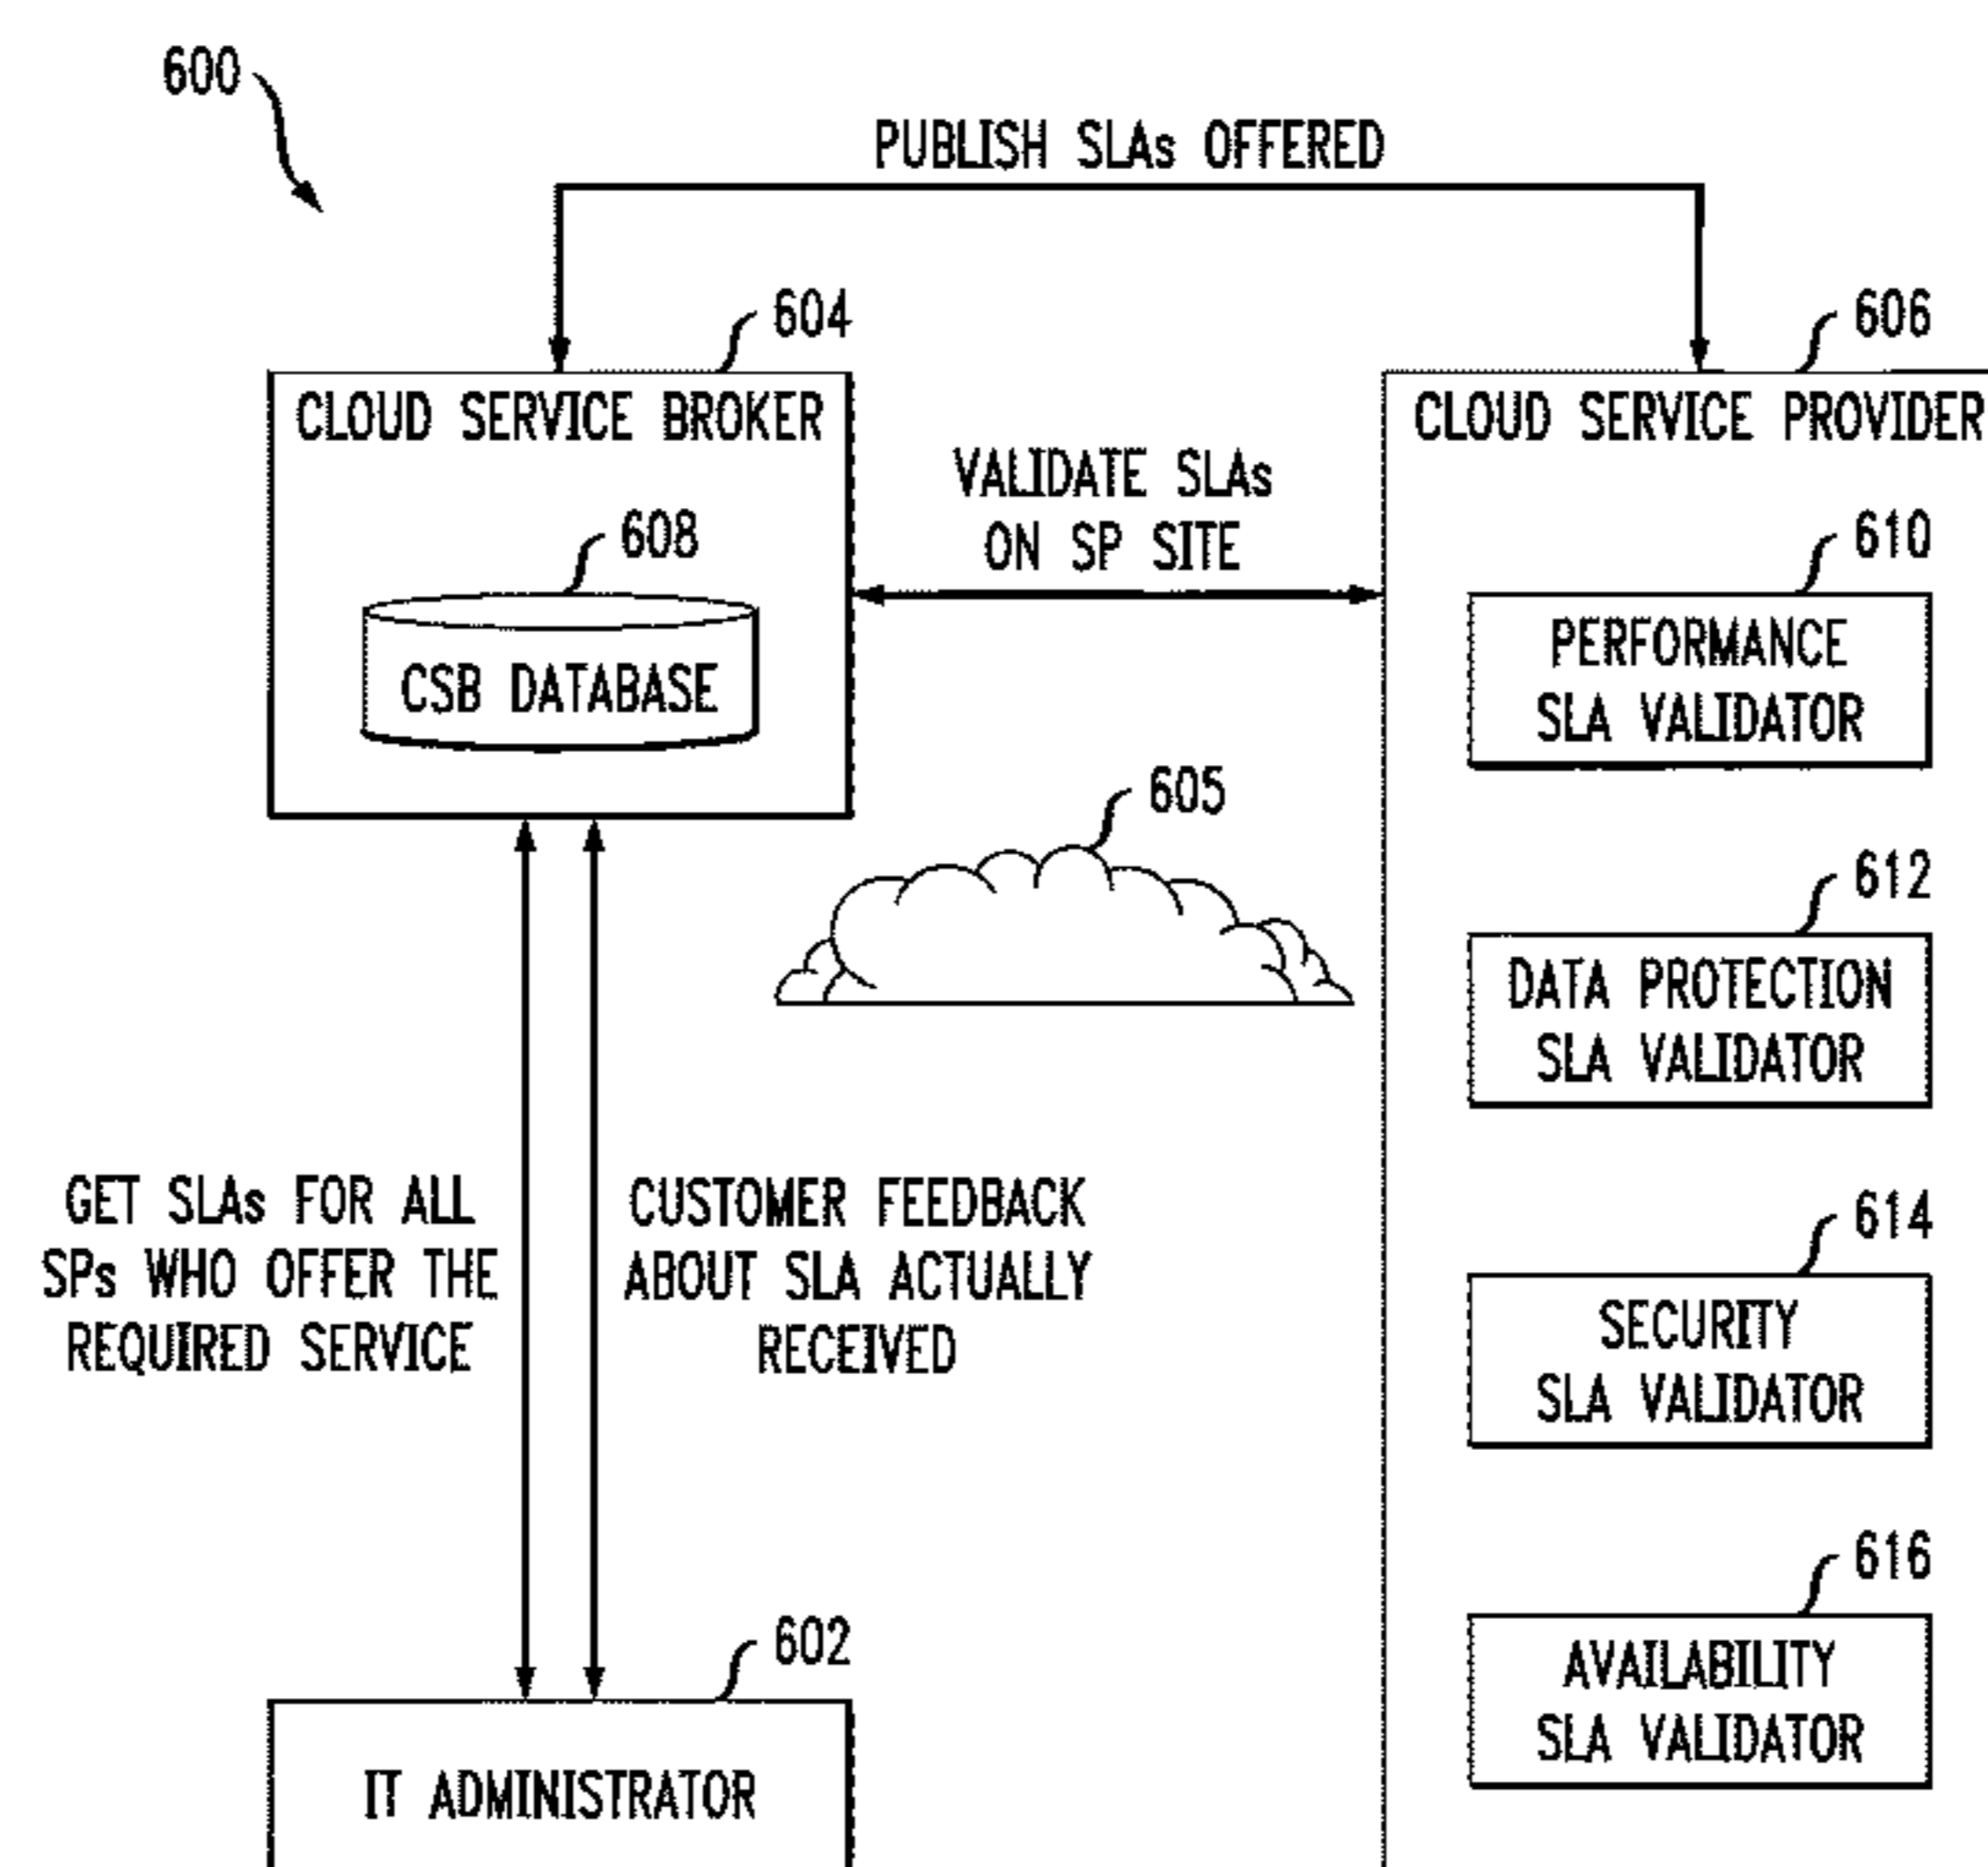 600
PUBLISH SLAs OFFERED
604
606
CLOUD SERVICE BROKER
CLOUD SERVICE PROVIDER
VALIDATE SLAs
ON SP SITE
608
CSB DATABASE
610
PERFORMANCE
SLA VALIDATOR
605
612
DATA PROTECTION
SLA VALIDATOR
GET SLAs FOR ALL
SPs WHO OFFER THE
REQUIRED SERVICE
CUSTOMER FEEDBACK
ABOUT SLA ACTUALLY
RECEIVED
614
SECURITY
SLA VALIDATOR
616
AVAILABILITY
SLA VALIDATOR
602
IT ADMINISTRATOR